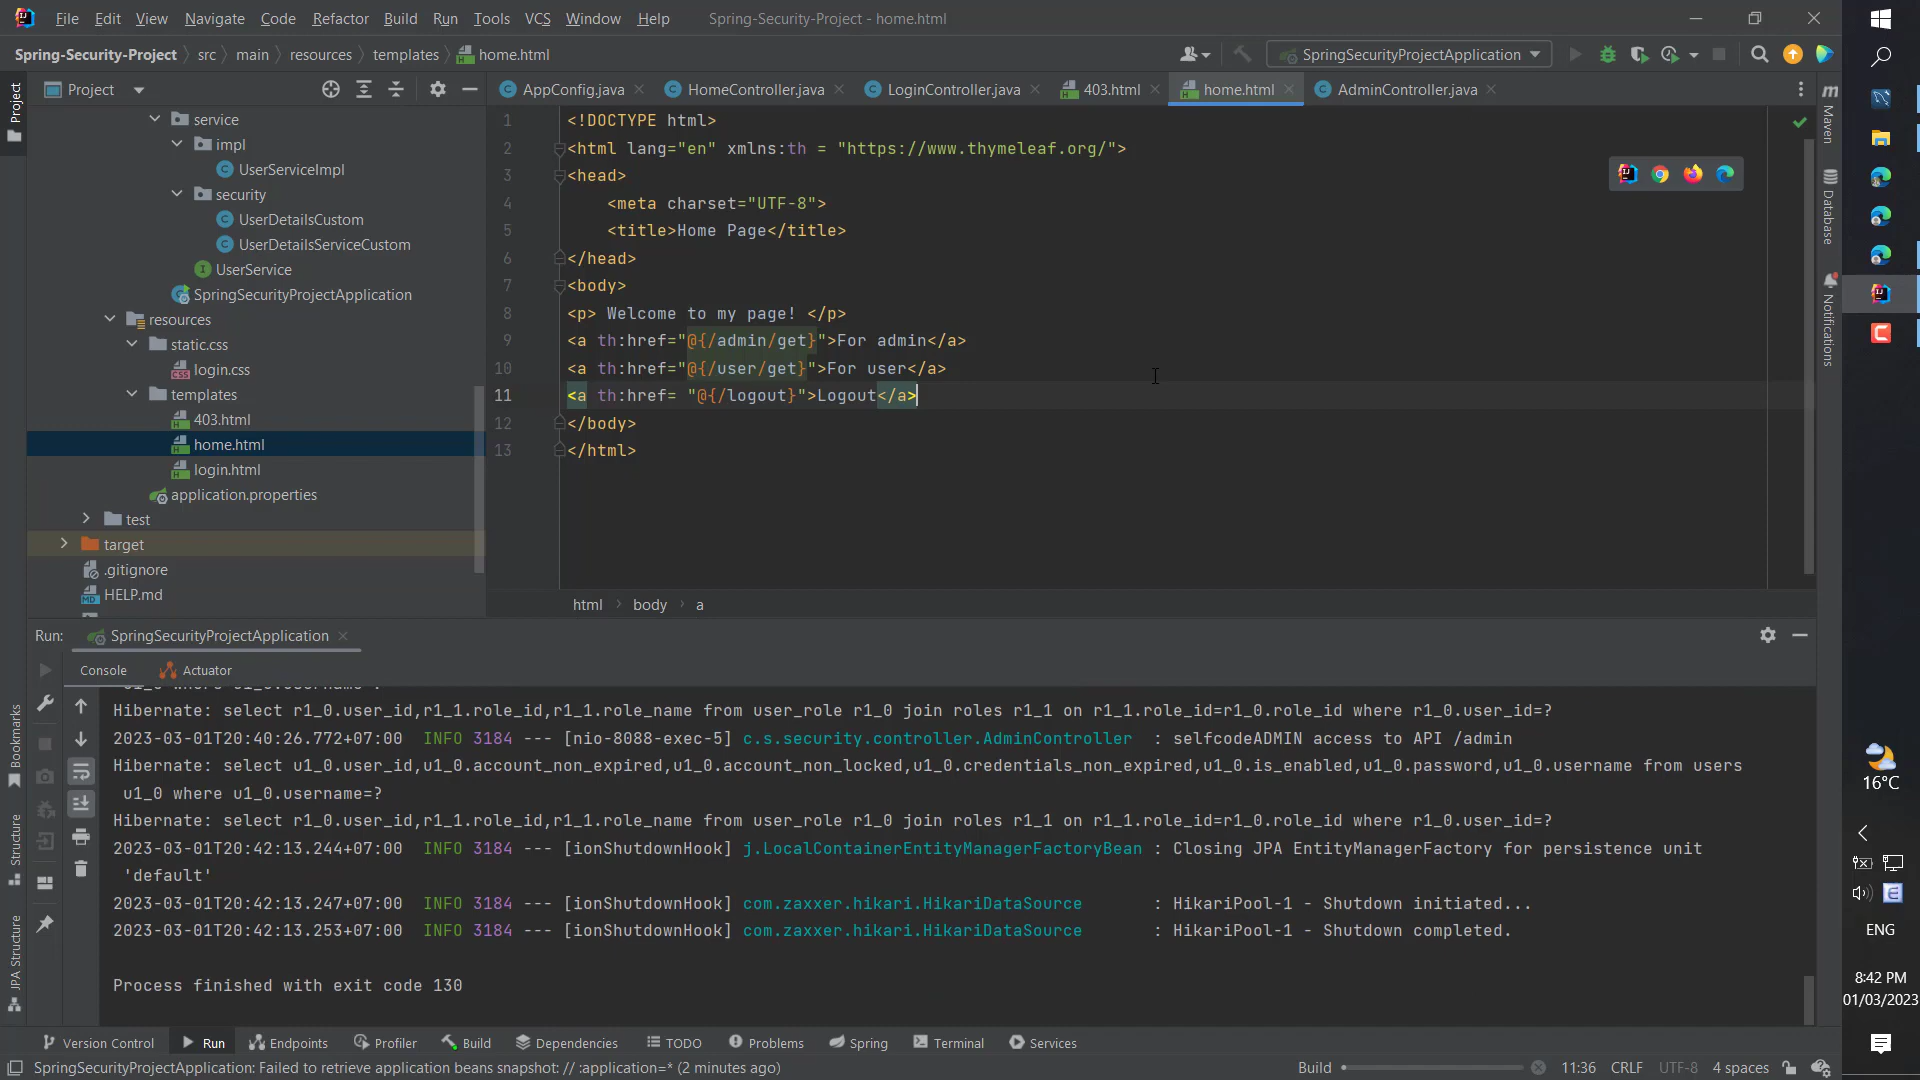 File Edit View Navigate Code Refactor Build Run Tools VCS Window Help Spring-Security-Project - home.html
Spring-Security-Project src main resources templates home.html SpringSecurityProjectApplication
Project AppConfig.java HomeController.java LoginController.java 403.html home.html AdminController.java
Project
service
impl
UserServiceImpl
security
UserDetailsCustom
UserDetailsServiceCustom
UserService
SpringSecurityProjectApplication
resources
static.css
login.css
templates
403.html
home.html
login.html
application.properties
test
target
.gitignore
HELP.md
1 <!DOCTYPE html>
2 <html lang="en" xmlns:th = "https://www.thymeleaf.org/">
3 <head>
4 <meta charset="UTF-8">
5 <title>Home Page</title>
6 </head>
7 <body>
8 <p> Welcome to my page! </p>
9 <a th:href="@{/admin/get}">For admin</a>
10 <a th:href="@{/user/get}">For user</a>
11 <a th:href= "@{/logout}">Logout</a>
12 </body>
13 </html>
html body a
Maven
Database
Notifications
Run: SpringSecurityProjectApplication
Console Actuator
Hibernate: select r1_0.user_id,r1_1.role_id,r1_1.role_name from user_role r1_0 join roles r1_1 on r1_1.role_id=r1_0.role_id where r1_0.user_id=?
2023-03-01T20:40:26.772+07:00 INFO 3184 --- [nio-8088-exec-5] c.s.security.controller.AdminController : selfcodeADMIN access to API /admin
Hibernate: select u1_0.user_id,u1_0.account_non_expired,u1_0.account_non_locked,u1_0.credentials_non_expired,u1_0.is_enabled,u1_0.password,u1_0.username from users
u1_0 where u1_0.username=?
Hibernate: select r1_0.user_id,r1_1.role_id,r1_1.role_name from user_role r1_0 join roles r1_1 on r1_1.role_id=r1_0.role_id where r1_0.user_id=?
2023-03-01T20:42:13.244+07:00 INFO 3184 --- [ionShutdownHook] j.LocalContainerEntityManagerFactoryBean : Closing JPA EntityManagerFactory for persistence unit
'default'
2023-03-01T20:42:13.247+07:00 INFO 3184 --- [ionShutdownHook] com.zaxxer.hikari.HikariDataSource : HikariPool-1 - Shutdown initiated...
2023-03-01T20:42:13.253+07:00 INFO 3184 --- [ionShutdownHook] com.zaxxer.hikari.HikariDataSource : HikariPool-1 - Shutdown completed.
Process finished with exit code 130
Bookmarks
Structure
JPA Structure
Version Control Run Endpoints Profiler Build Dependencies TODO Problems Spring Terminal Services
SpringSecurityProjectApplication: Failed to retrieve application beans snapshot: // :application=* (2 minutes ago) Build 11:36 CRLF UTF-8 4 spaces
16°C
ENG
8:42 PM
01/03/2023